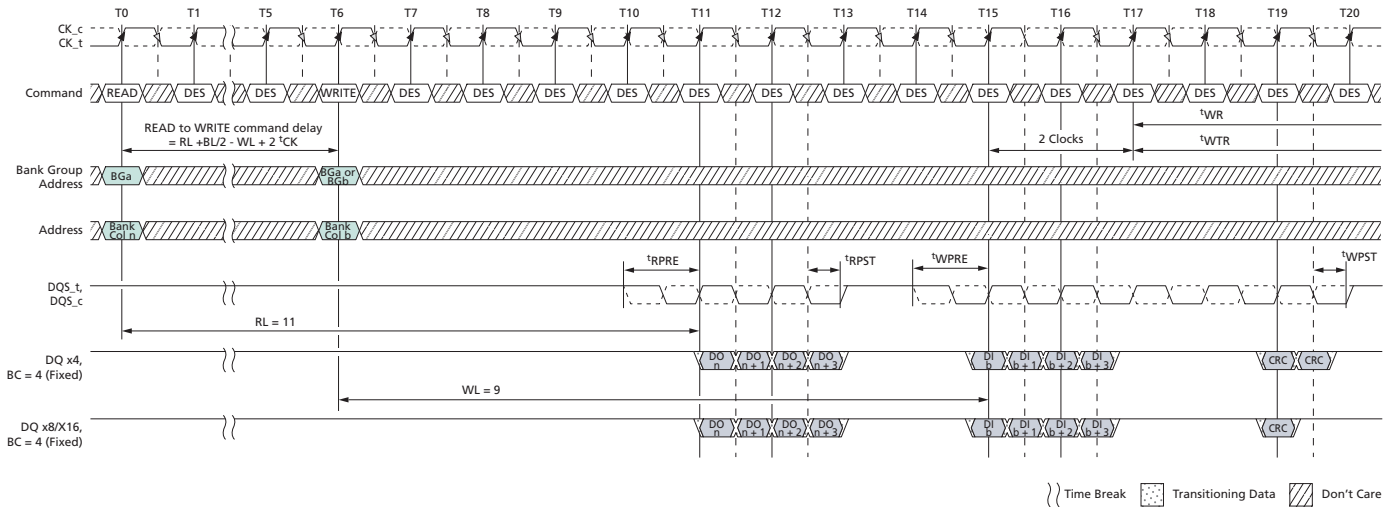 T0 T1 T5 T6 T7 T8 T9 T10 T11 T12 T13 T14 T15 T16 T17 T18 T19 T20
CK_c
CK_t
Command READ DES DES WRITE DES DES DES DES DES DES DES DES DES DES DES DES DES DES
READ to WRITE command delay
= RL +BL/2 - WL + 2 tCK
tWR
2 Clocks
tWTR
Bank Group
Address
BGa
BGa or
BGb
Address
Bank
Col n
Bank
Col b
tRPRE tRPST tWPRE tWPST
DQS_t,
DQS_c
RL = 11
DQ x4,
BC = 4 (Fixed)
DO
n
DO
n + 1
DO
n + 2
DO
n + 3
DI
b
DI
b + 1
DI
b + 2
DI
b + 3
CRC CRC
WL = 9
DQ x8/X16,
BC = 4 (Fixed)
DO
n
DO
n + 1
DO
n + 2
DO
n + 3
DI
b
DI
b + 1
DI
b + 2
DI
b + 3
CRC
Time Break Transitioning Data Don't Care